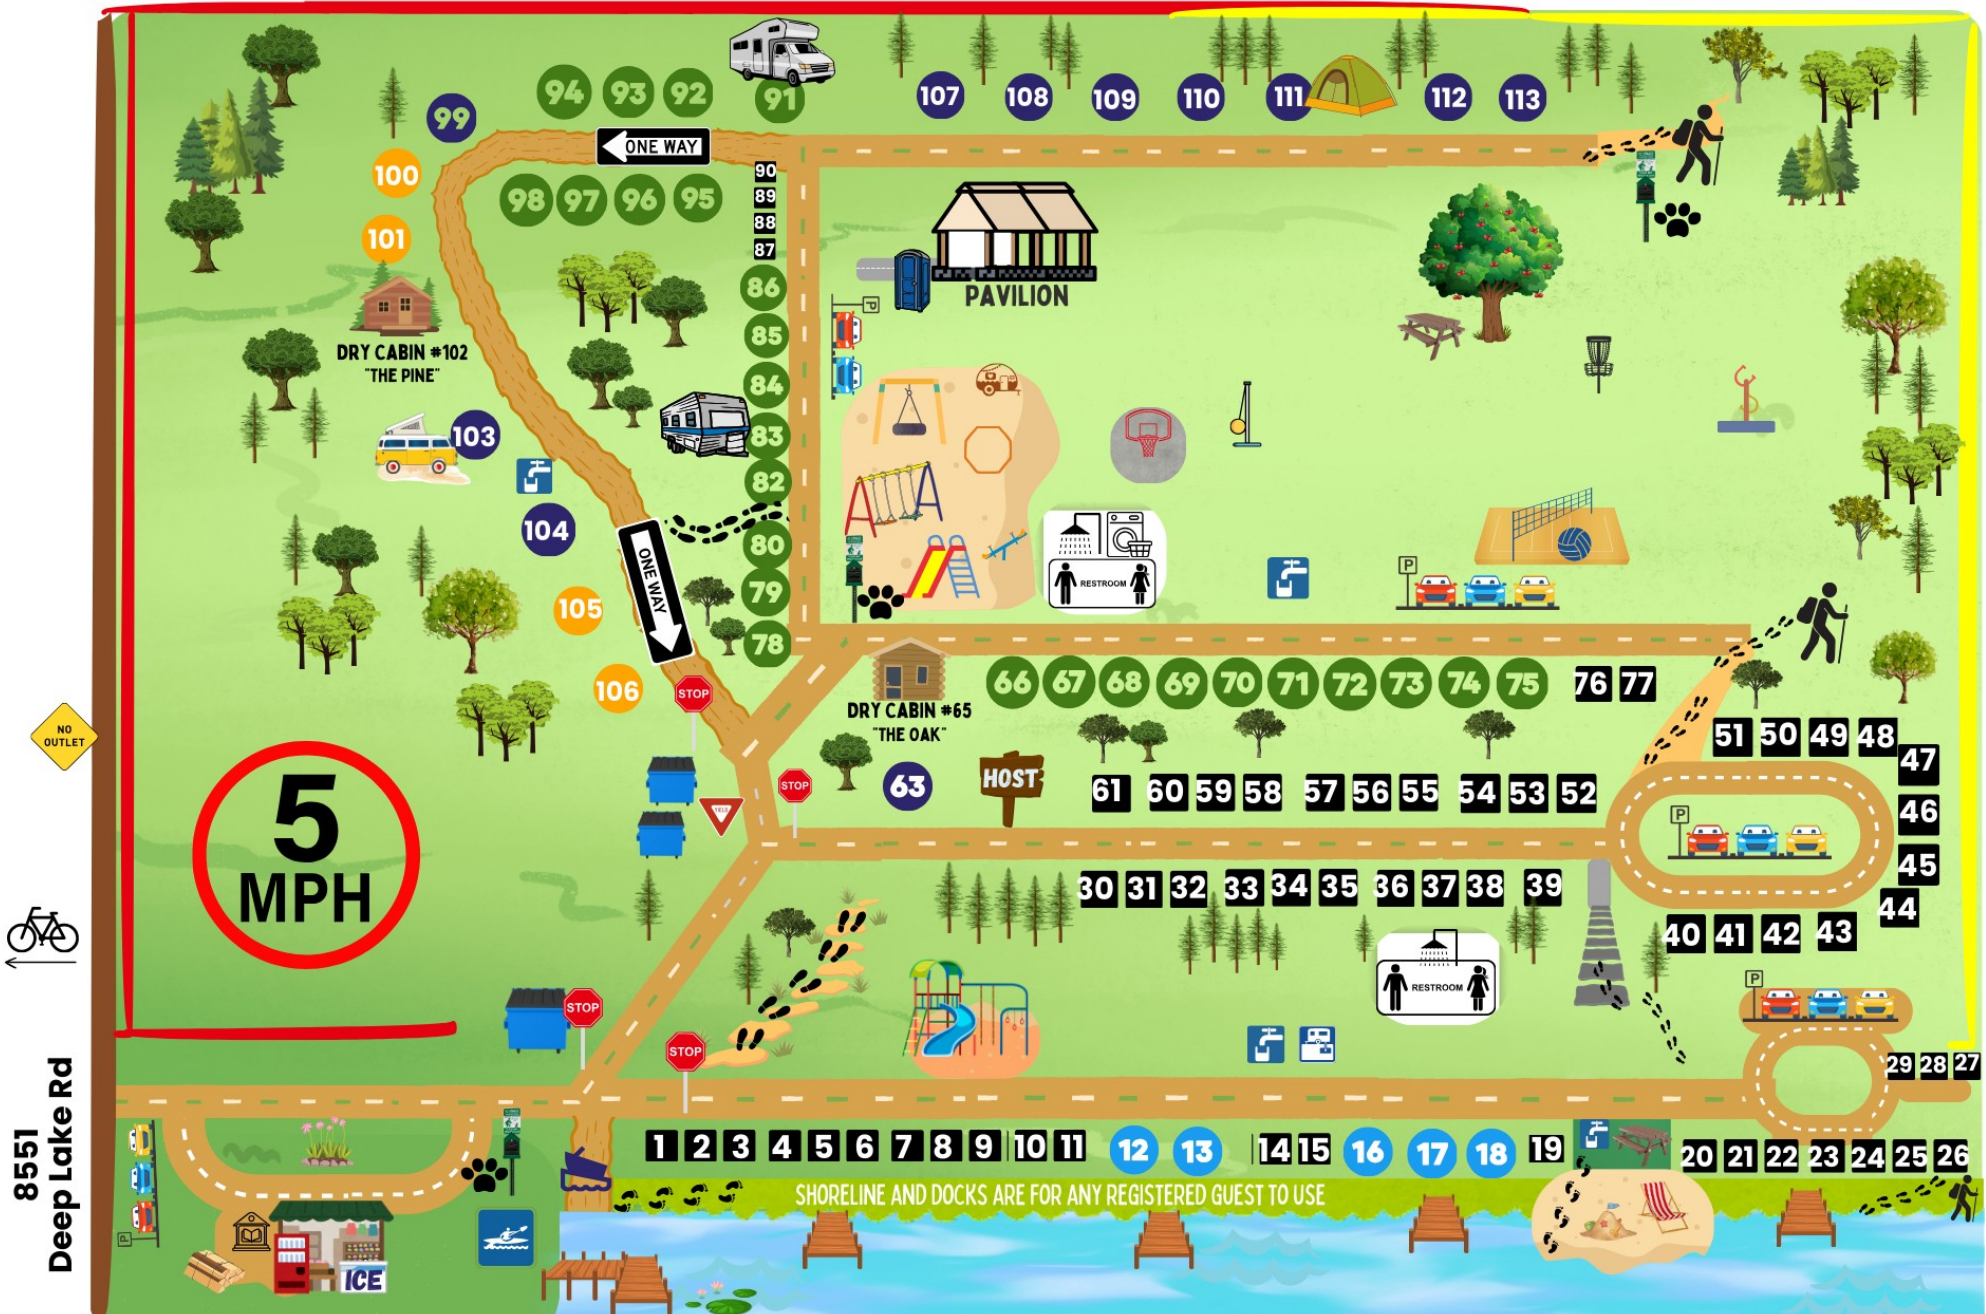 94 93 92 91
107 108 109 110 111 112 113
99
ONE WAY
100
98 97 96 95
90
89
88
87
101
86
P
PAVILION
85
DRY CABIN #102
"THE PINE"
84
103
83
82
104
80
ONE WAY
RESTROOM
P
79
105
78
106
STOP
66 67 68 69 70 71 72 73 74 75 76 77
DRY CABIN #65
"THE OAK"
NO
OUTLET
51 50 49 48
47
46
45
44
STOP
63
HOST
61 60 59 58 57 56 55 54 53 52
YIELD
P
5
MPH
30 31 32 33 34 35 36 37 38 39
40 41 42 43
RESTROOM
P
STOP
STOP
29 28 27
8551
Deep Lake Rd
1 2 3 4 5 6 7 8 9 10 11 12 13 14 15 16 17 18 19 20 21 22 23 24 25 26
SHORELINE AND DOCKS ARE FOR ANY REGISTERED GUEST TO USE
P
ICE